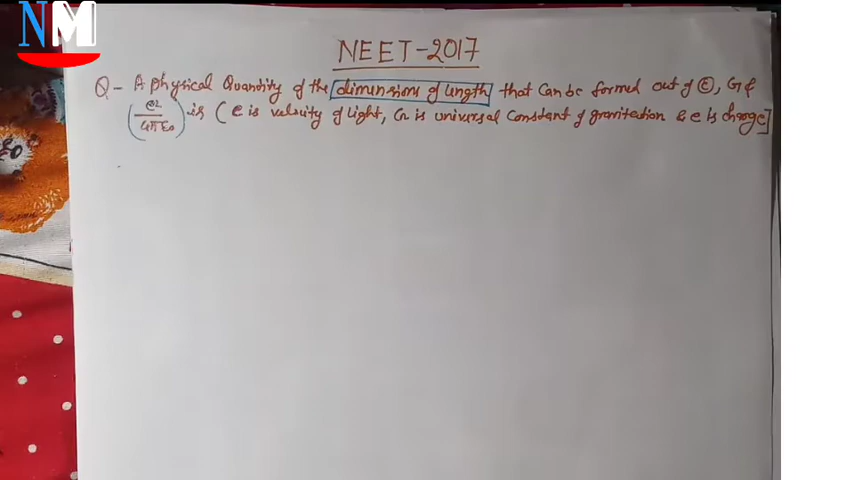 NM
NEET-2017
Q- A physical Quantity of the dimensions of length that can be formed out of C, G &
(e²/4πε₀) is (c is velocity of light, G is universal constant of gravitation & e is charge]